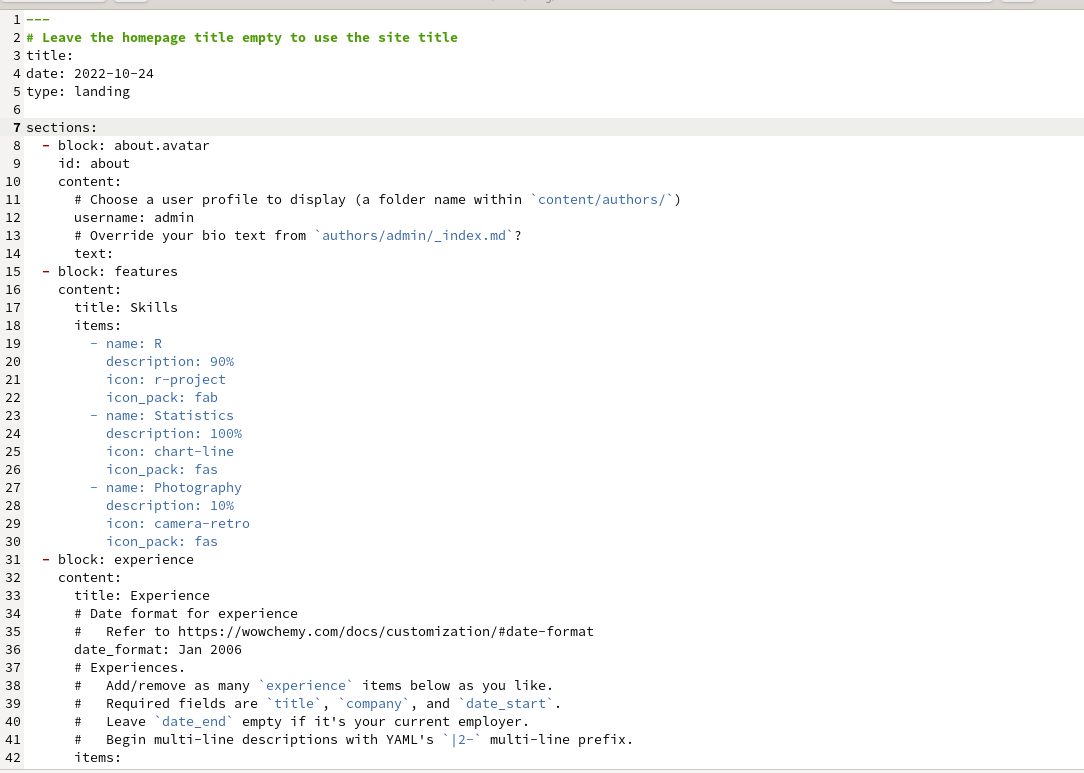 1 ---
2 # Leave the homepage title empty to use the site title
3 title:
4 date: 2022-10-24
5 type: landing
6
7 sections:
8   - block: about.avatar
9     id: about
10     content:
11       # Choose a user profile to display (a folder name within `content/authors/`)
12       username: admin
13       # Override your bio text from `authors/admin/_index.md`?
14       text:
15   - block: features
16     content:
17       title: Skills
18       items:
19         - name: R
20           description: 90%
21           icon: r-project
22           icon_pack: fab
23         - name: Statistics
24           description: 100%
25           icon: chart-line
26           icon_pack: fas
27         - name: Photography
28           description: 10%
29           icon: camera-retro
30           icon_pack: fas
31   - block: experience
32     content:
33       title: Experience
34       # Date format for experience
35       #   Refer to https://wowchemy.com/docs/customization/#date-format
36       date_format: Jan 2006
37       # Experiences.
38       #   Add/remove as many `experience` items below as you like.
39       #   Required fields are `title`, `company`, and `date_start`.
40       #   Leave `date_end` empty if it's your current employer.
41       #   Begin multi-line descriptions with YAML's `|2-` multi-line prefix.
42       items: